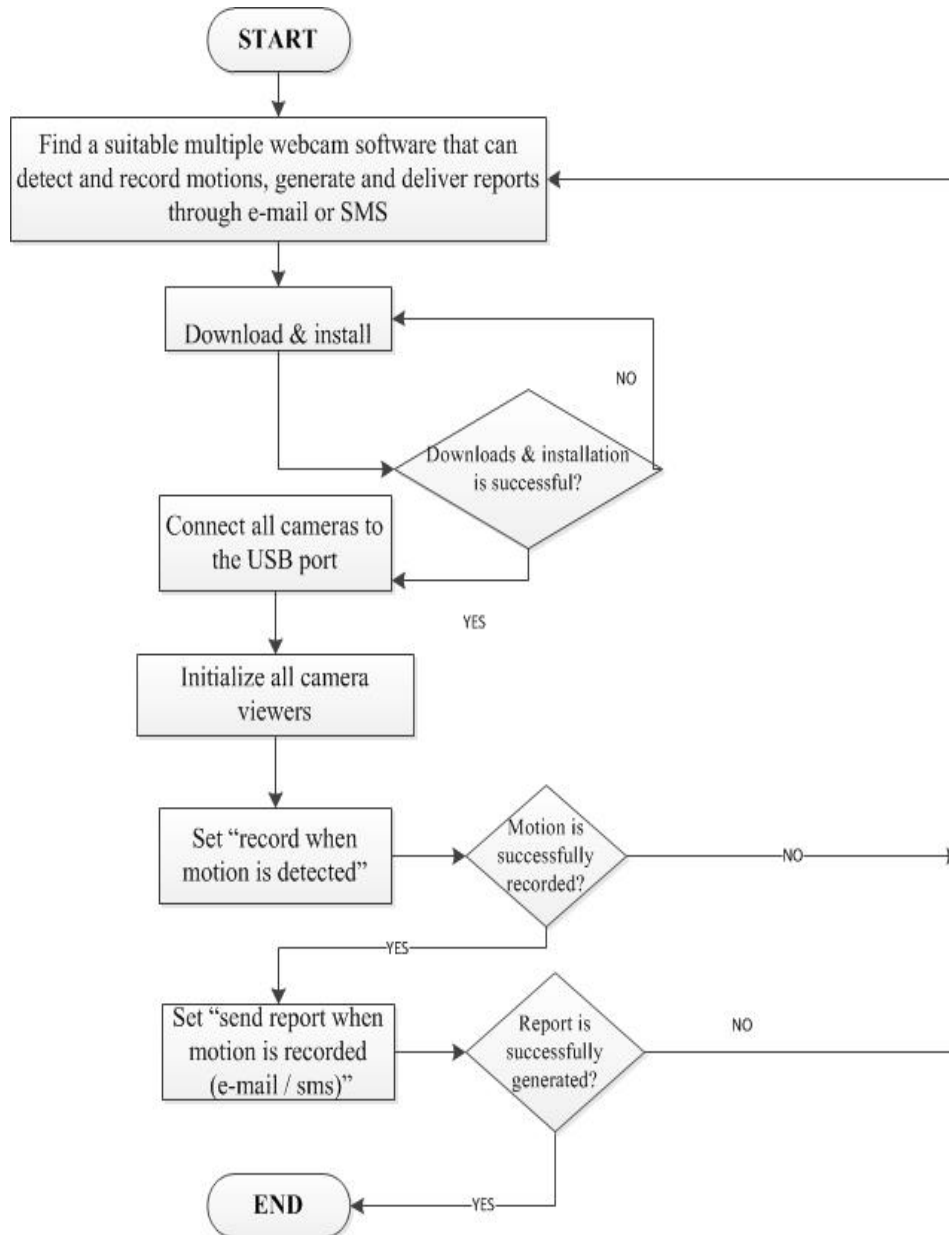 START
Find a suitable multiple webcam software that can
detect and record motions, generate and deliver reports
through e-mail or SMS
Download & install
NO
Downloads & installation
is successful?
Connect all cameras to
the USB port
YES
Initialize all camera
viewers
Set “record when
motion is detected”
Motion is
successfully
recorded?
NO
YES
Set “send report when
motion is recorded
(e-mail / sms)”
Report is
successfully
generated?
NO
YES
END